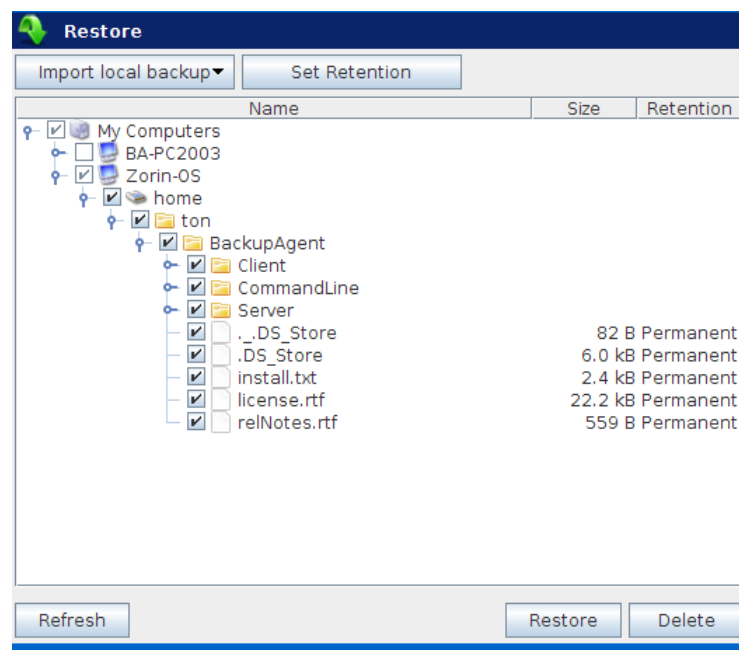 Restore
Import local backup Set Retention
Name Size Retention
My Computers
BA-PC2003
Zorin-OS
home
ton
BackupAgent
Client
CommandLine
Server
._.DS_Store 82 B Permanent
.DS_Store 6.0 kB Permanent
install.txt 2.4 kB Permanent
license.rtf 22.2 kB Permanent
relNotes.rtf 559 B Permanent
Refresh Restore Delete